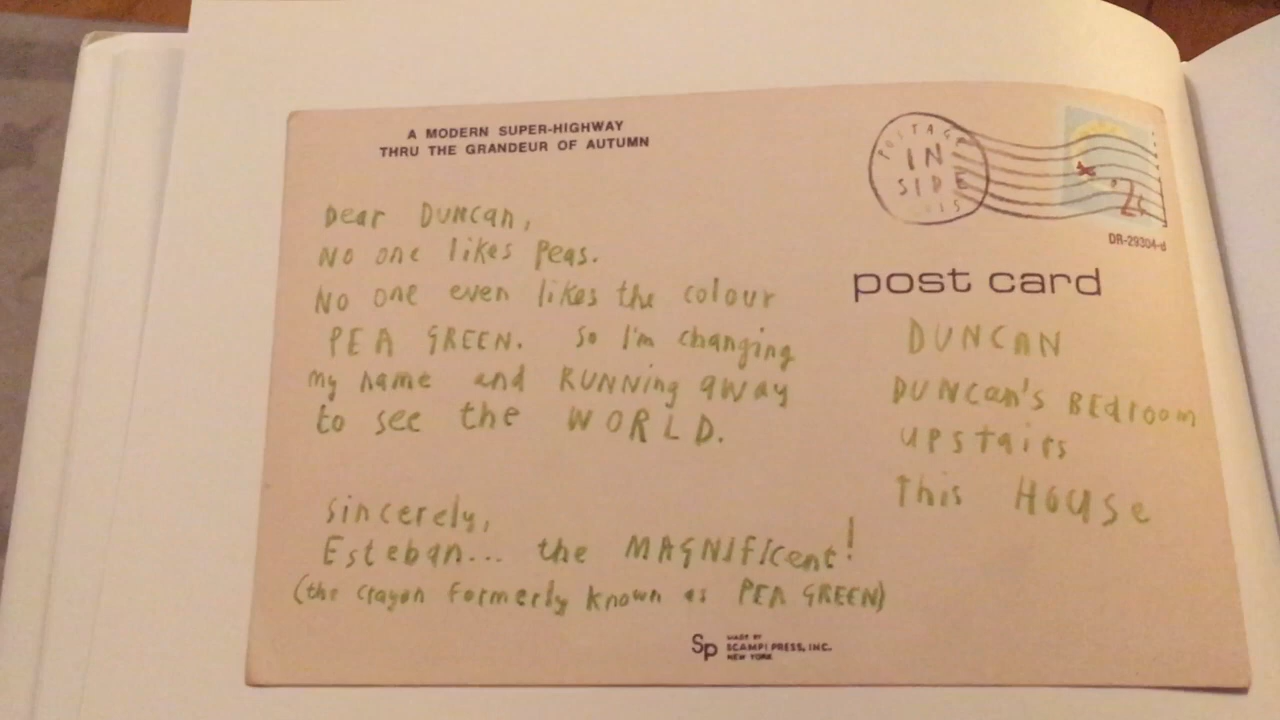 A MODERN SUPER-HIGHWAY
THRU THE GRANDEUR OF AUTUMN
Dear Duncan,
No one likes Peas.
No one even likes the colour
PEA GREEN. So I'm changing
my name and RUNNing away
to see the WORLD.
sincerely,
Esteban... the MAGNIFIcent!
(the crayon formerly known as PEA GREEN)
POSTAGE
IN
SIDE
DR-29304-d
post card
DUNCAN
DUNCan's BEdroom
upstairs
This House
Sp
MADE BY
SCAMPI PRESS, INC.
NEW YORK